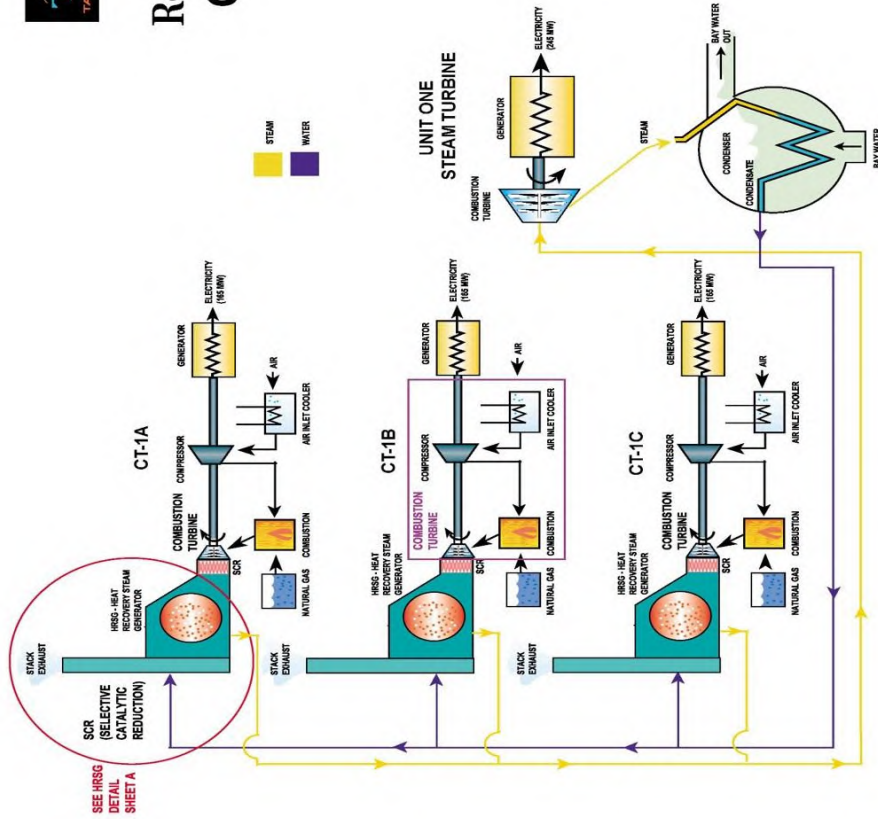 TA
Re
STEAM
WATER
UNIT ONE
STEAM TURBINE
GENERATOR
ELECTRICITY
(245 MW)
COMBUSTION
TURBINE
STEAM
BAY WATER
OUT
CONDENSER
CONDENSATE
BAY WATER
CT-1A
SEE HRSG
DETAIL
SHEET A
SCR
(SELECTIVE
CATALYTIC
REDUCTION)
STACK
EXHAUST
HRSG - HEAT
RECOVERY STEAM
GENERATOR
SCR
COMBUSTION
TURBINE
NATURAL GAS
COMBUSTION
COMPRESSOR
AIR INLET COOLER
AIR
GENERATOR
ELECTRICITY
(165 MW)
CT-1B
STACK
EXHAUST
HRSG - HEAT
RECOVERY STEAM
GENERATOR
SCR
COMBUSTION
TURBINE
NATURAL GAS
COMBUSTION
COMPRESSOR
AIR INLET COOLER
AIR
GENERATOR
ELECTRICITY
(165 MW)
CT-1C
STACK
EXHAUST
HRSG - HEAT
RECOVERY STEAM
GENERATOR
SCR
COMBUSTION
TURBINE
NATURAL GAS
COMBUSTION
COMPRESSOR
AIR INLET COOLER
AIR
GENERATOR
ELECTRICITY
(165 MW)